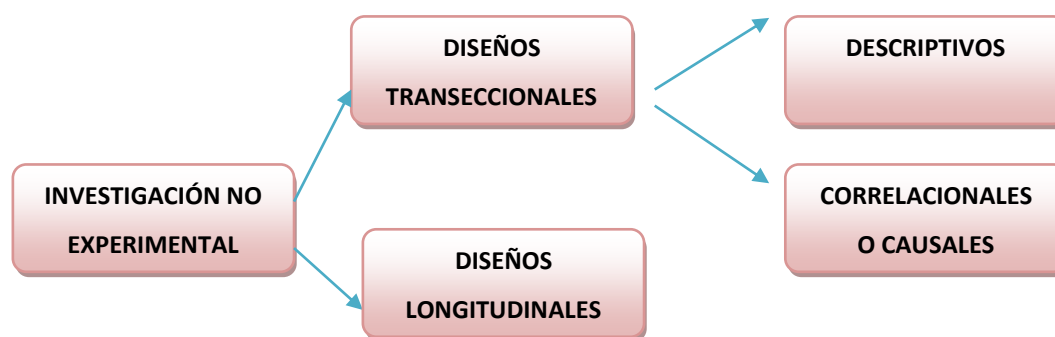 INVESTIGACIÓN NO
EXPERIMENTAL
DISEÑOS
TRANSECCIONALES
DISEÑOS
LONGITUDINALES
DESCRIPTIVOS
CORRELACIONALES
O CAUSALES